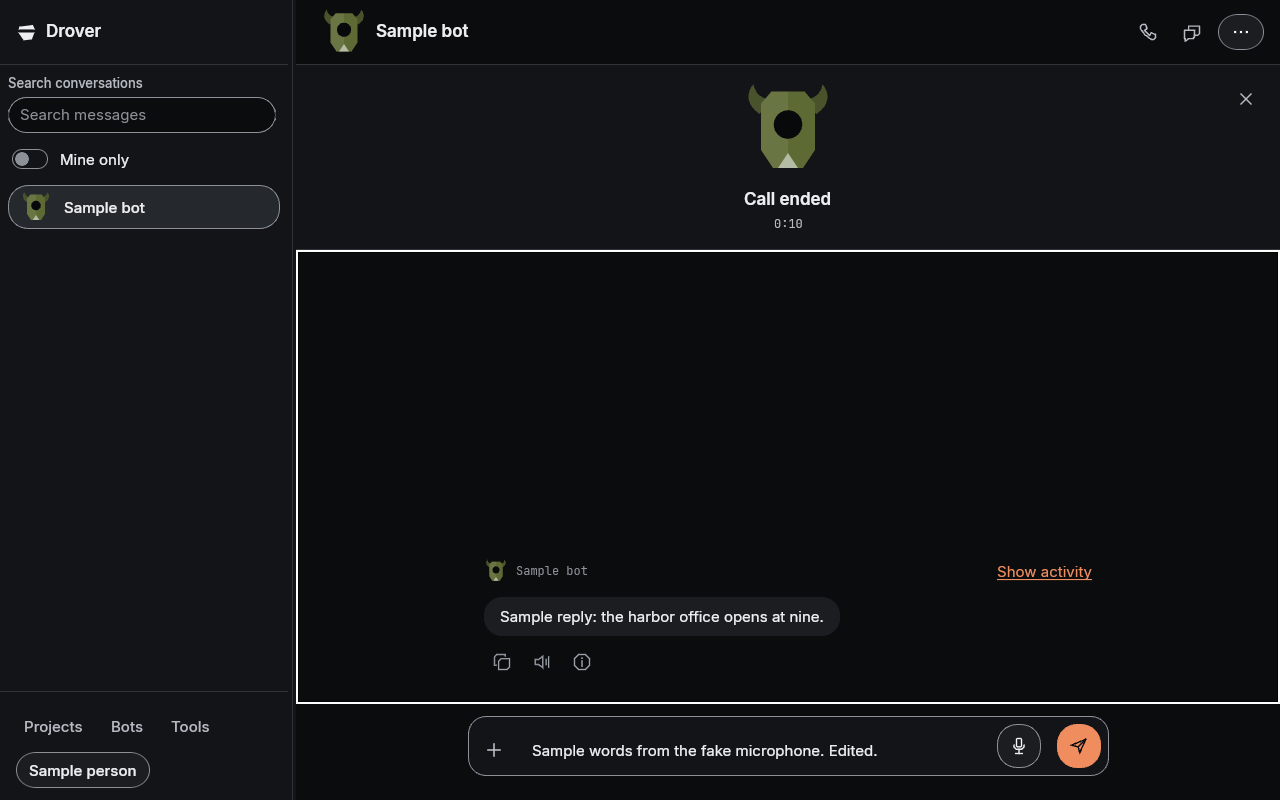 Drover
Sample bot
Search conversations
Search messages
Mine only
Sample bot
Call ended
0:10
Sample bot
Show activity
Sample reply: the harbor office opens at nine.
Sample words from the fake microphone. Edited.
Projects
Bots
Tools
Sample person